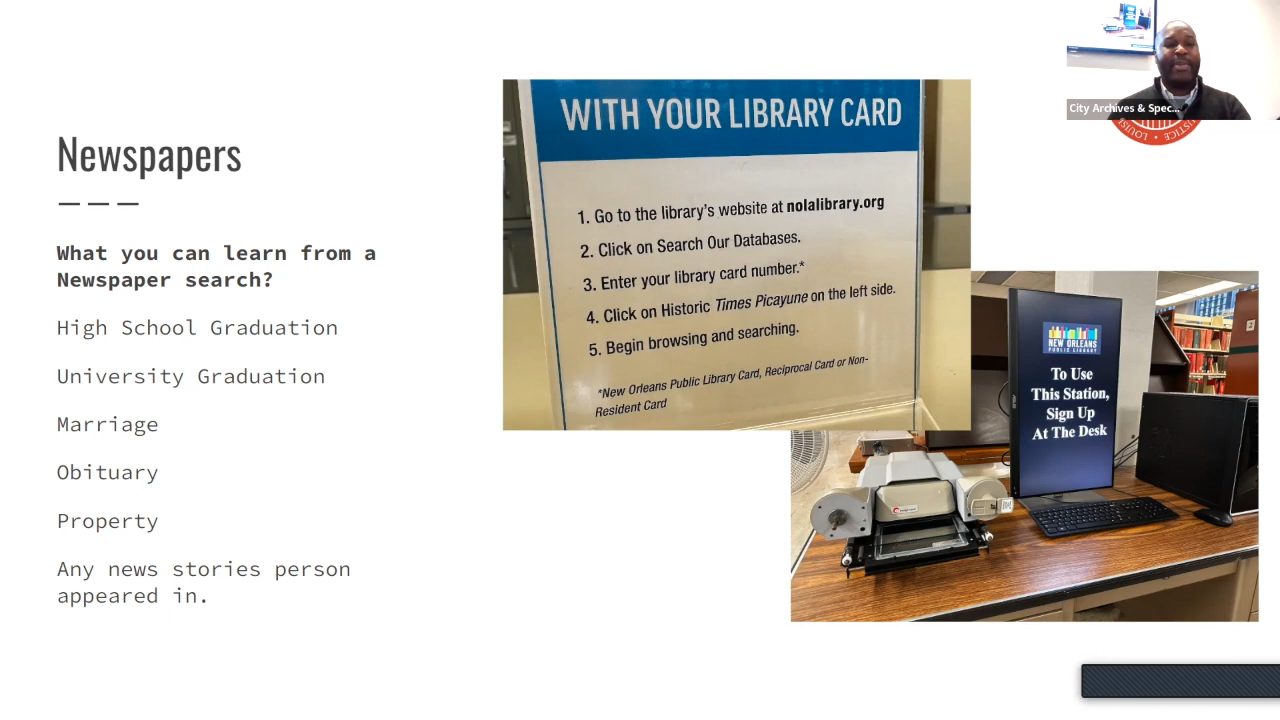 Newspapers
What you can learn from a
Newspaper search?
High School Graduation
University Graduation
Marriage
Obituary
Property
Any news stories person
appeared in.
WITH YOUR LIBRARY CARD
1. Go to the library's website at nolalibrary.org
2. Click on Search Our Databases.
3. Enter your library card number.*
4. Click on Historic Times Picayune on the left side.
5. Begin browsing and searching.
*New Orleans Public Library Card, Reciprocal Card or Non-
Resident Card
NEW ORLEANS
PUBLIC LIBRARY
To Use
This Station,
Sign Up
At The Desk
City Archives & Spec...
LOUIS
JUSTICE